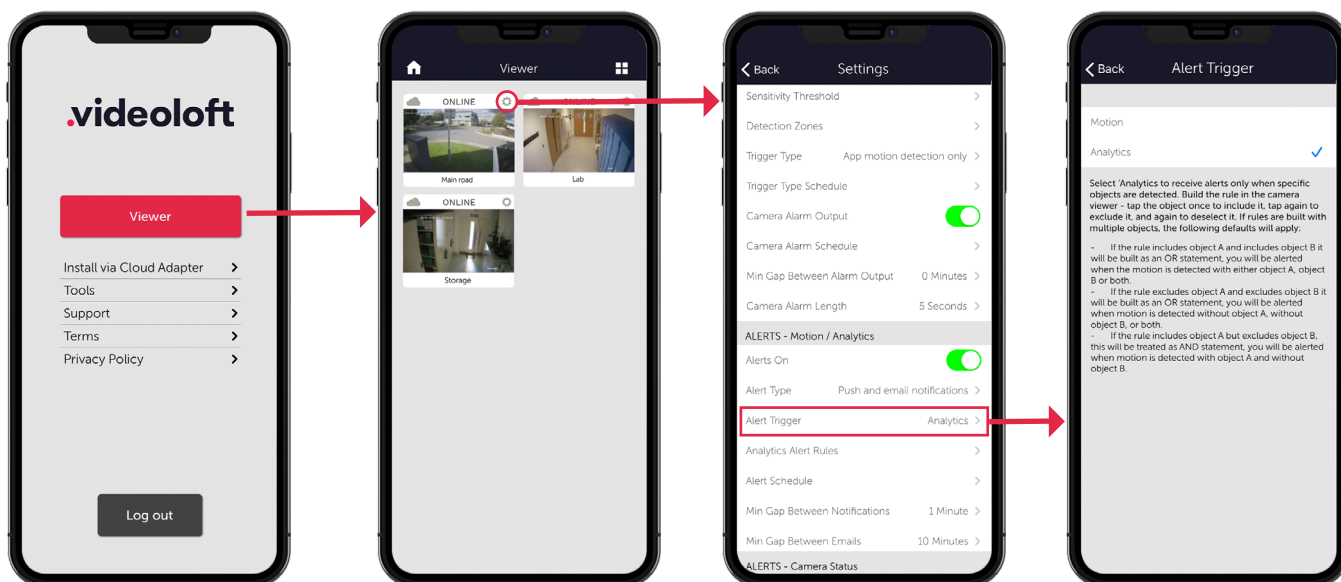 .videoloft
Viewer
Install via Cloud Adapter
Tools
Support
Terms
Privacy Policy
Log out
Viewer
ONLINE
ONLINE
Main road
Lab
ONLINE
Storage
Back Settings
Sensitivity Threshold
Detection Zones
Trigger Type App motion detection only
Trigger Type Schedule
Camera Alarm Output
Camera Alarm Schedule
Min Gap Between Alarm Output 0 Minutes
Camera Alarm Length 5 Seconds
ALERTS - Motion / Analytics
Alerts On
Alert Type Push and email notifications
Alert Trigger Analytics
Analytics Alert Rules
Alert Schedule
Min Gap Between Notifications 1 Minute
Min Gap Between Emails 10 Minutes
ALERTS - Camera Status
Back Alert Trigger
Motion
Analytics
Select 'Analytics to receive alerts only when specific
objects are detected. Build the rule in the camera
viewer - tap the object once to include it, tap again to
exclude it, and again to deselect it. If rules are built with
multiple objects, the following defaults will apply:
- If the rule includes object A and includes object B it
will be built as an OR statement, you will be alerted
when the motion is detected with either object A, object
B or both.
- If the rule excludes object A and excludes object B it
will be built as an OR statement, you will be alerted
when motion is detected without object A, without
object B, or both.
- If the rule includes object A but excludes object B,
this will be treated as AND statement, you will be alerted
when motion is detected with object A and without
object B.